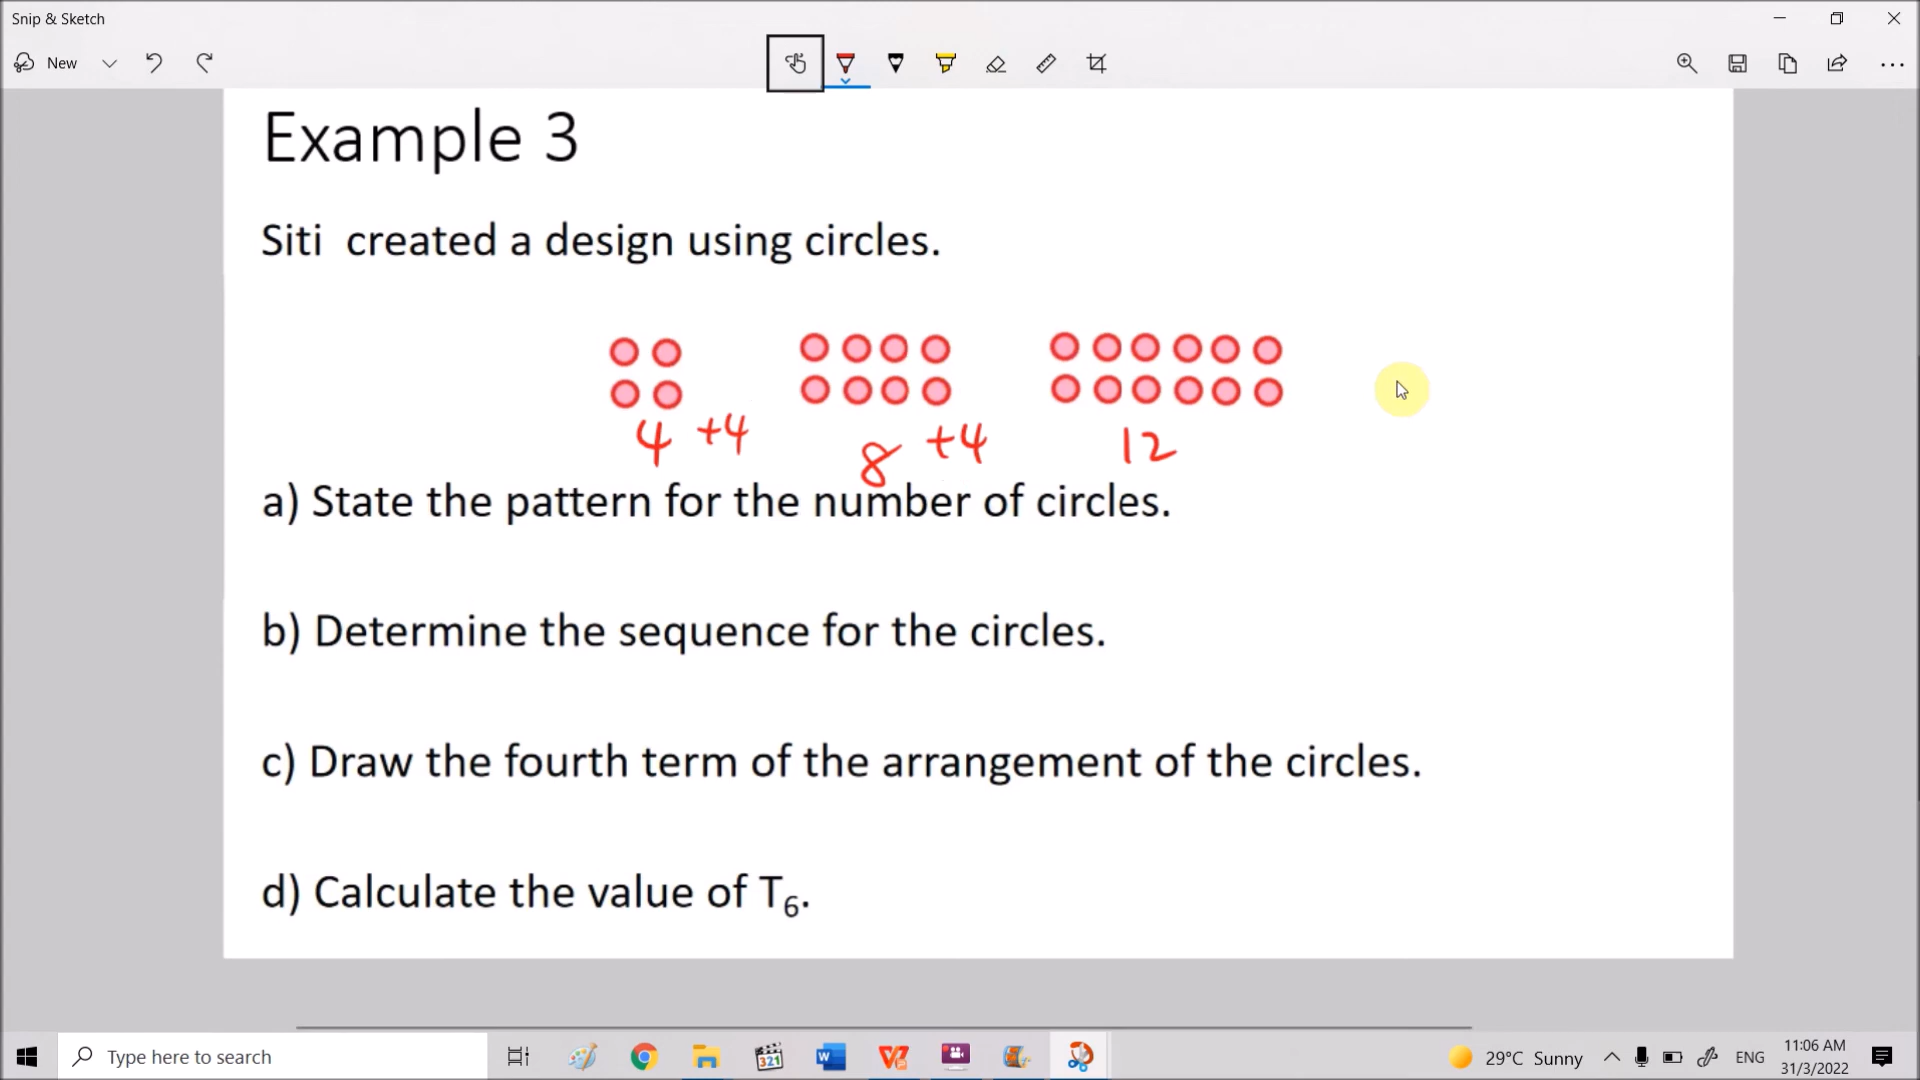 Snip & Sketch
New
Example 3
Siti created a design using circles.
4 +4 8 +4 12
a) State the pattern for the number of circles.
b) Determine the sequence for the circles.
c) Draw the fourth term of the arrangement of the circles.
d) Calculate the value of T₆.
Type here to search
321
W
29°C Sunny
ENG
11:06 AM
31/3/2022